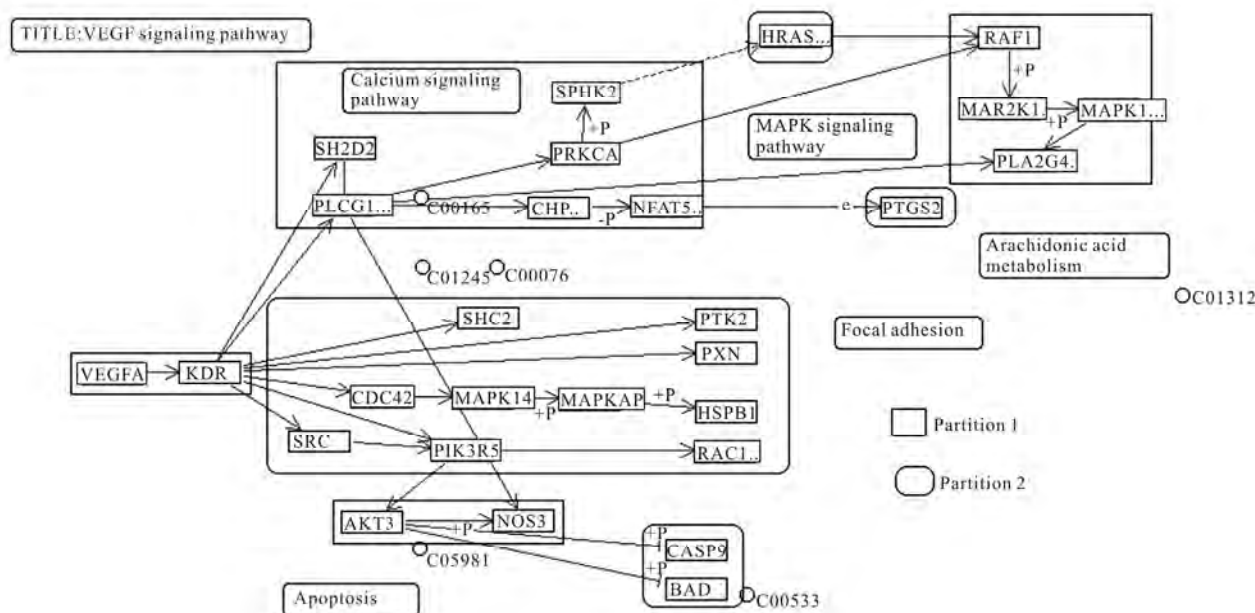 TITLE:VEGF signaling pathway
HRAS...
RAF1
Calcium signaling
pathway
SPHK2
+P
MAR2K1
+P
MAPK1...
MAPK signaling
pathway
+P
SH2D2
PRKCA
PLA2G4.
PLCG1...
C00165
CHP..
-P
NFAT5..
e
PTGS2
Arachidonic acid
metabolism
C01245
C00076
C01312
SHC2
PTK2
Focal adhesion
PXN
VEGFA
KDR
CDC42
MAPK14
+P
MAPKAP
+P
HSPB1
Partition 1
SRC
PIK3R5
RAC1..
Partition 2
AKT3
+P
NOS3
+P
CASP9
C05981
+P
BAD
C00533
Apoptosis